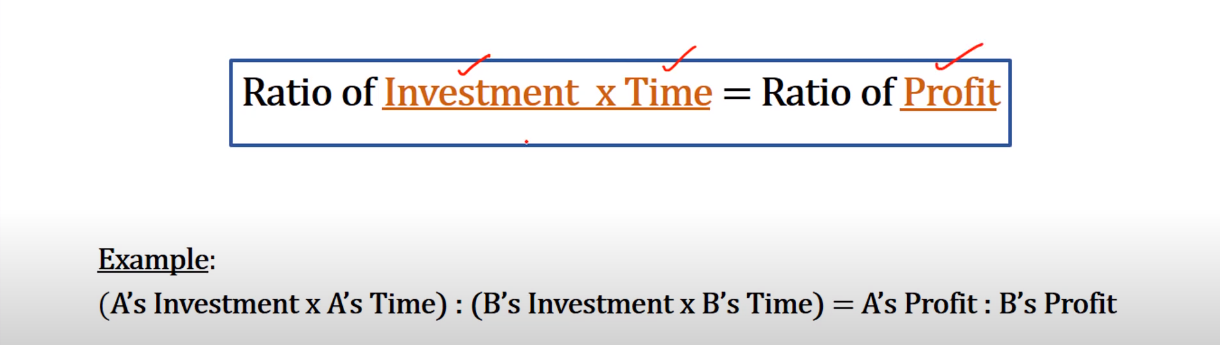 Ratio of Investment x Time = Ratio of Profit
Example:
(A’s Investment x A’s Time) : (B’s Investment x B’s Time) = A’s Profit : B’s Profit